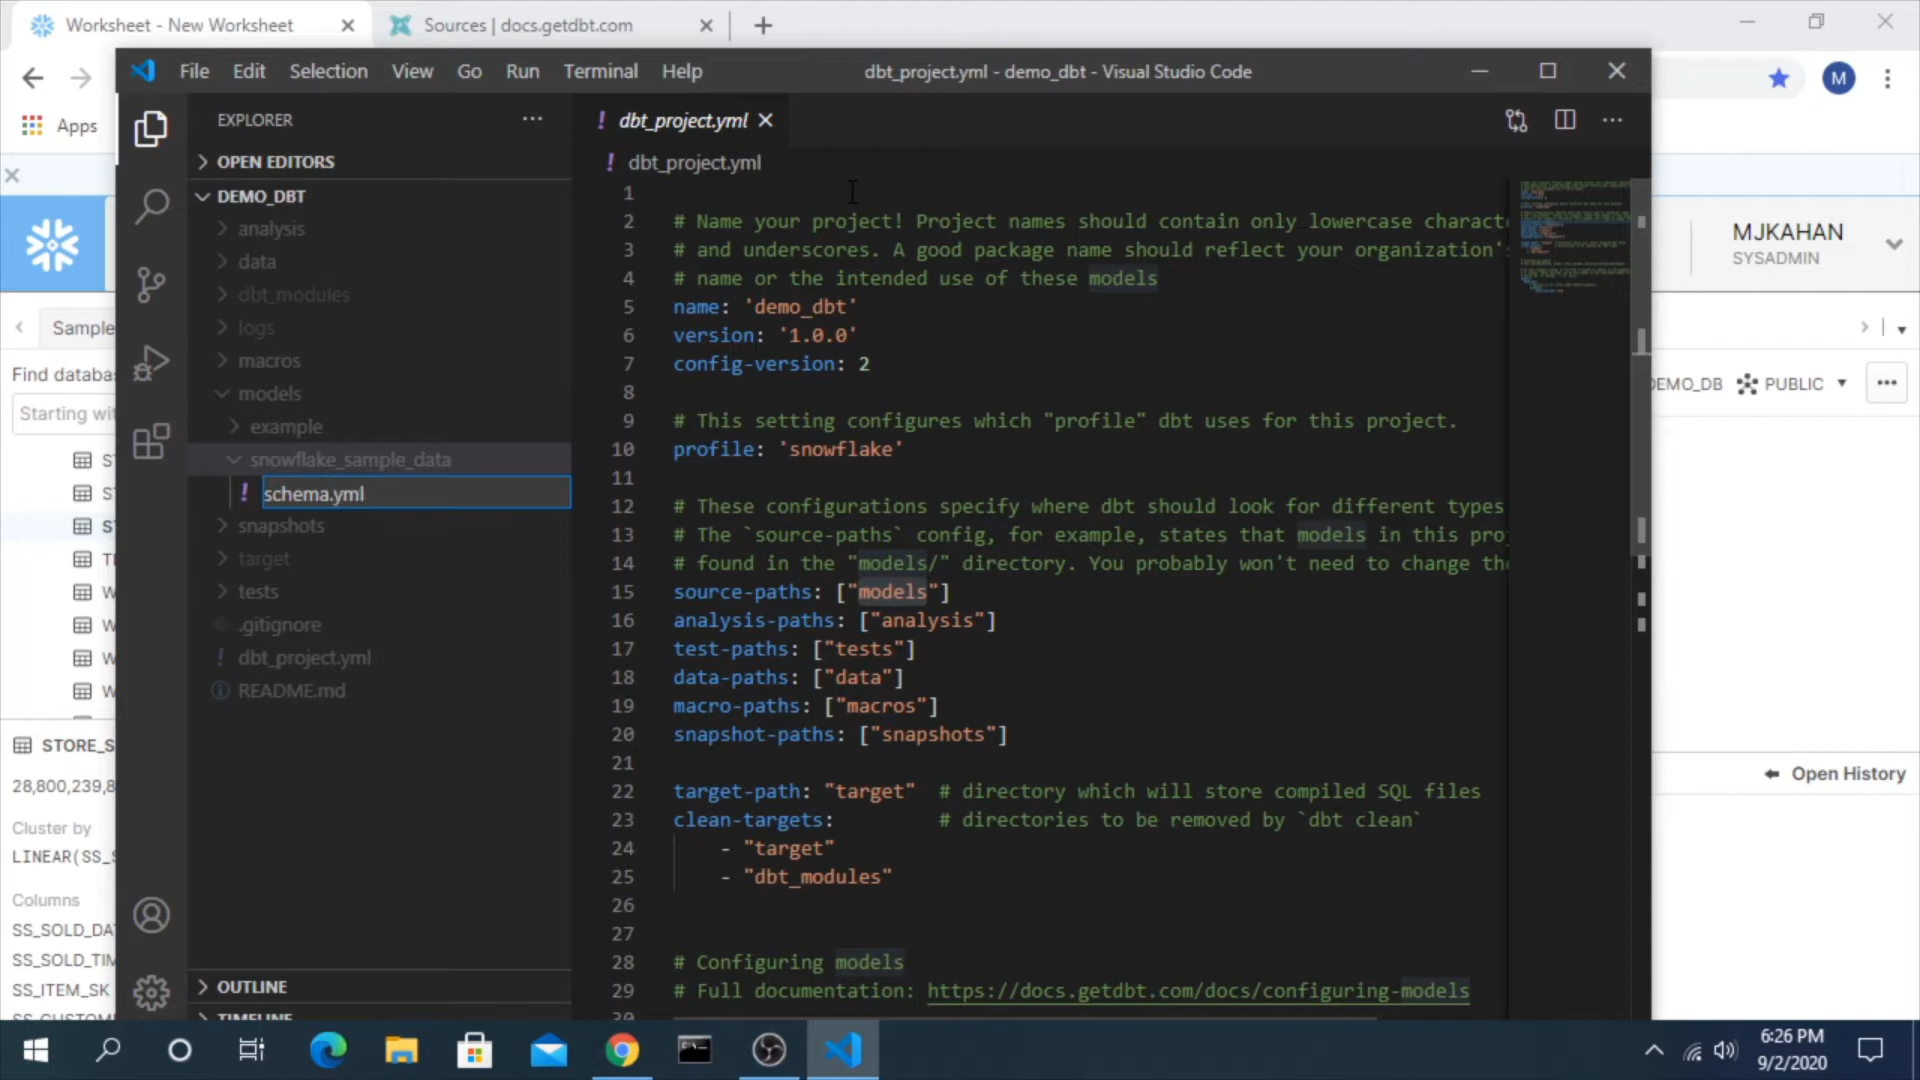 Worksheet - New Worksheet
Sources | docs.getdbt.com
Apps
M
File Edit Selection View Go Run Terminal Help
dbt_project.yml - demo_dbt - Visual Studio Code
EXPLORER
OPEN EDITORS
DEMO_DBT
analysis
data
dbt_modules
logs
macros
models
example
snowflake_sample_data
! schema.yml
snapshots
target
tests
.gitignore
! dbt_project.yml
README.md
OUTLINE
TIMELINE
! dbt_project.yml
! dbt_project.yml
1
2 # Name your project! Project names should contain only lowercase characte
3 # and underscores. A good package name should reflect your organization's
4 # name or the intended use of these models
5 name: 'demo_dbt'
6 version: '1.0.0'
7 config-version: 2
8
9 # This setting configures which "profile" dbt uses for this project.
10 profile: 'snowflake'
11
12 # These configurations specify where dbt should look for different types
13 # The `source-paths` config, for example, states that models in this proj
14 # found in the "models/" directory. You probably won't need to change the
15 source-paths: ["models"]
16 analysis-paths: ["analysis"]
17 test-paths: ["tests"]
18 data-paths: ["data"]
19 macro-paths: ["macros"]
20 snapshot-paths: ["snapshots"]
21
22 target-path: "target" # directory which will store compiled SQL files
23 clean-targets: # directories to be removed by `dbt clean`
24 - "target"
25 - "dbt_modules"
26
27
28 # Configuring models
29 # Full documentation: https://docs.getdbt.com/docs/configuring-models
30
Sample
Find databa
Starting wit
STORE_S
28,800,239,8
Cluster by
LINEAR(SS_S
Columns
SS_SOLD_DA
SS_SOLD_TIM
SS_ITEM_SK
SS_CUSTOM
MJKAHAN
SYSADMIN
DEMO_DB PUBLIC
Open History
6:26 PM
9/2/2020